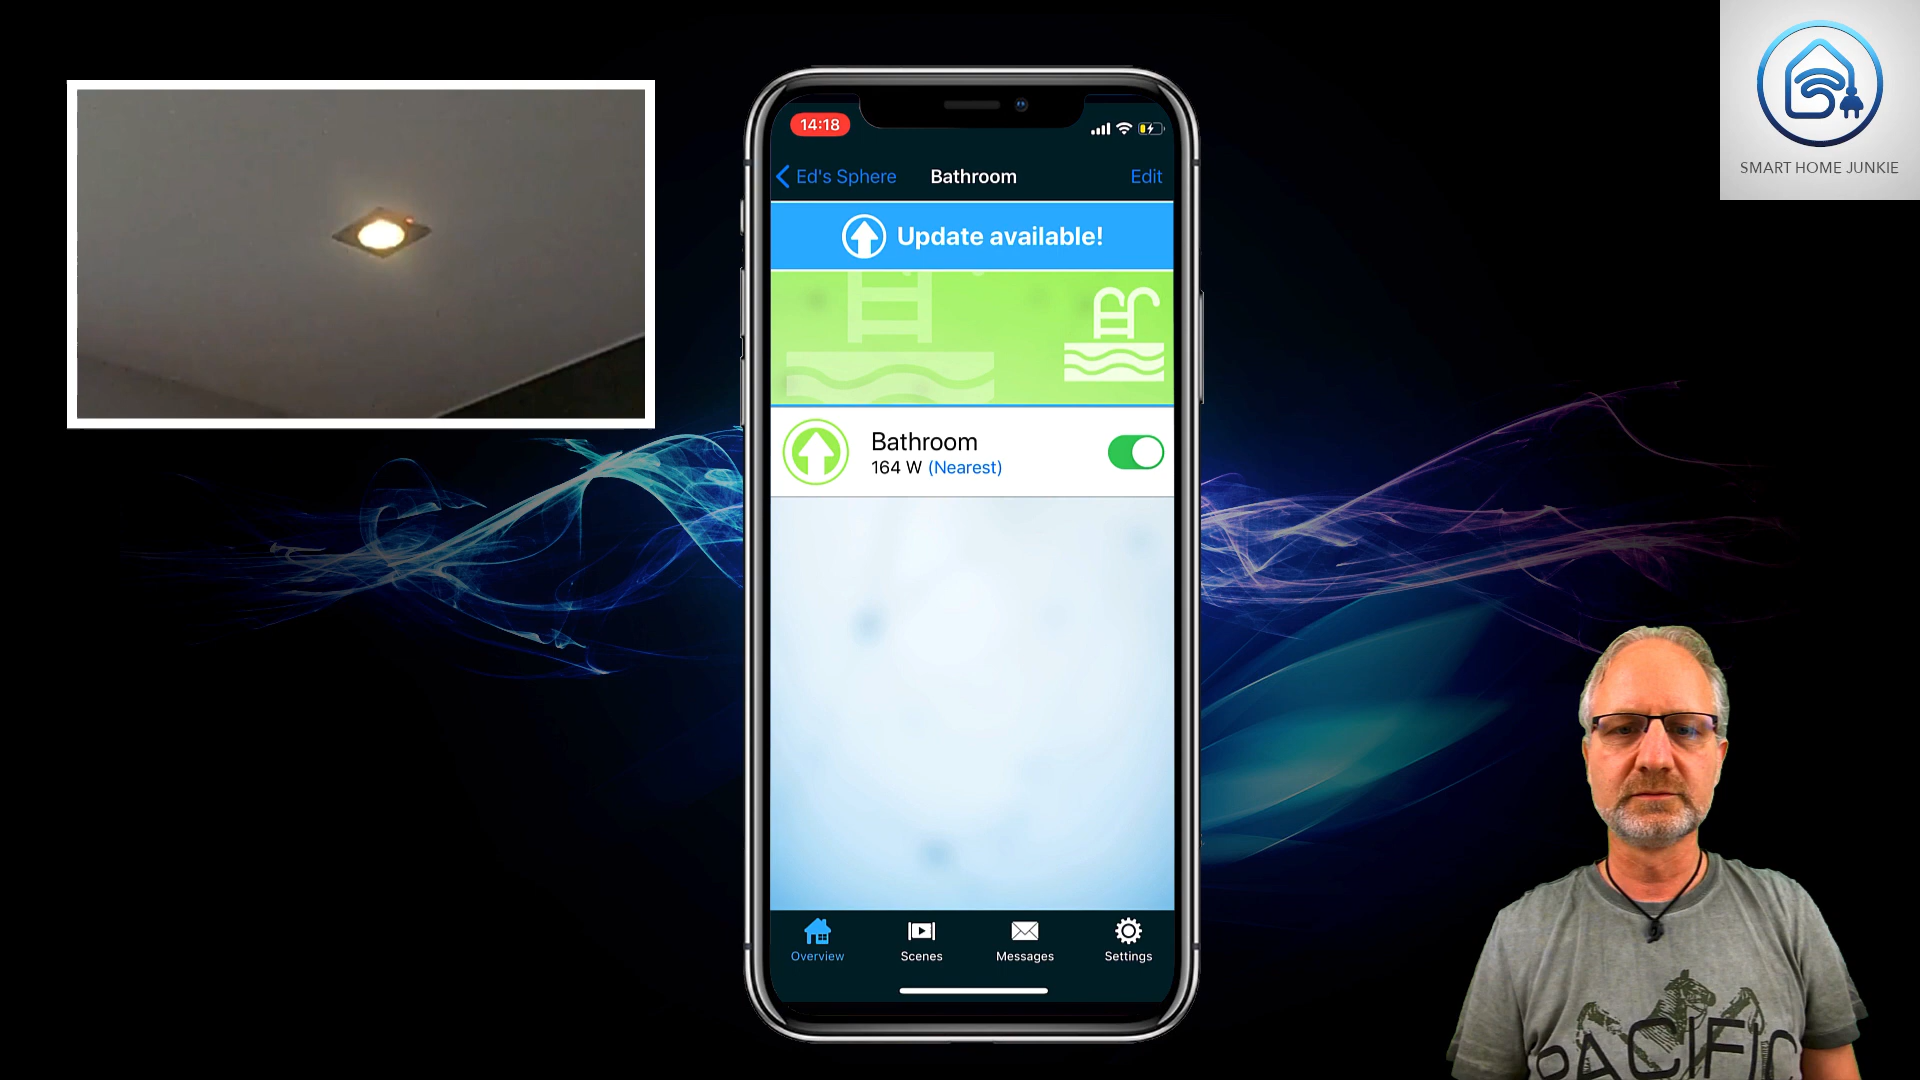 SMART HOME JUNKIE
14:18
Ed's Sphere
Bathroom
Edit
Update available!
Bathroom
164 W (Nearest)
Overview
Scenes
Messages
Settings
PACIFIC